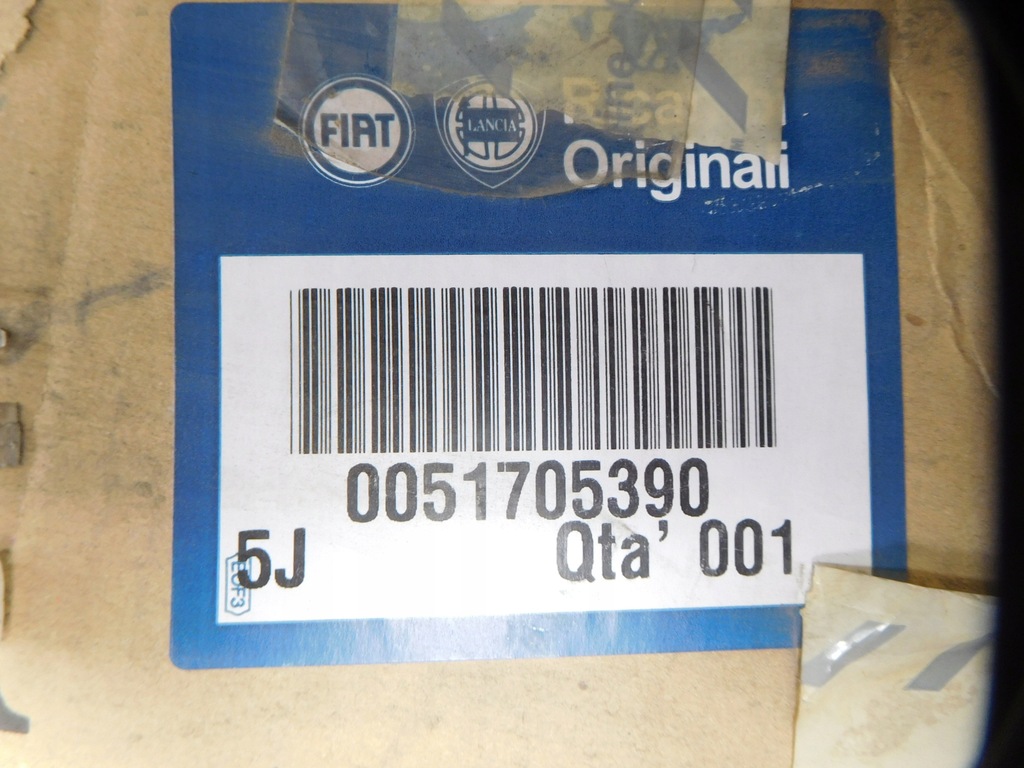 FIAT
LANCIA
Originali
0051705390
5J
Qta' 001